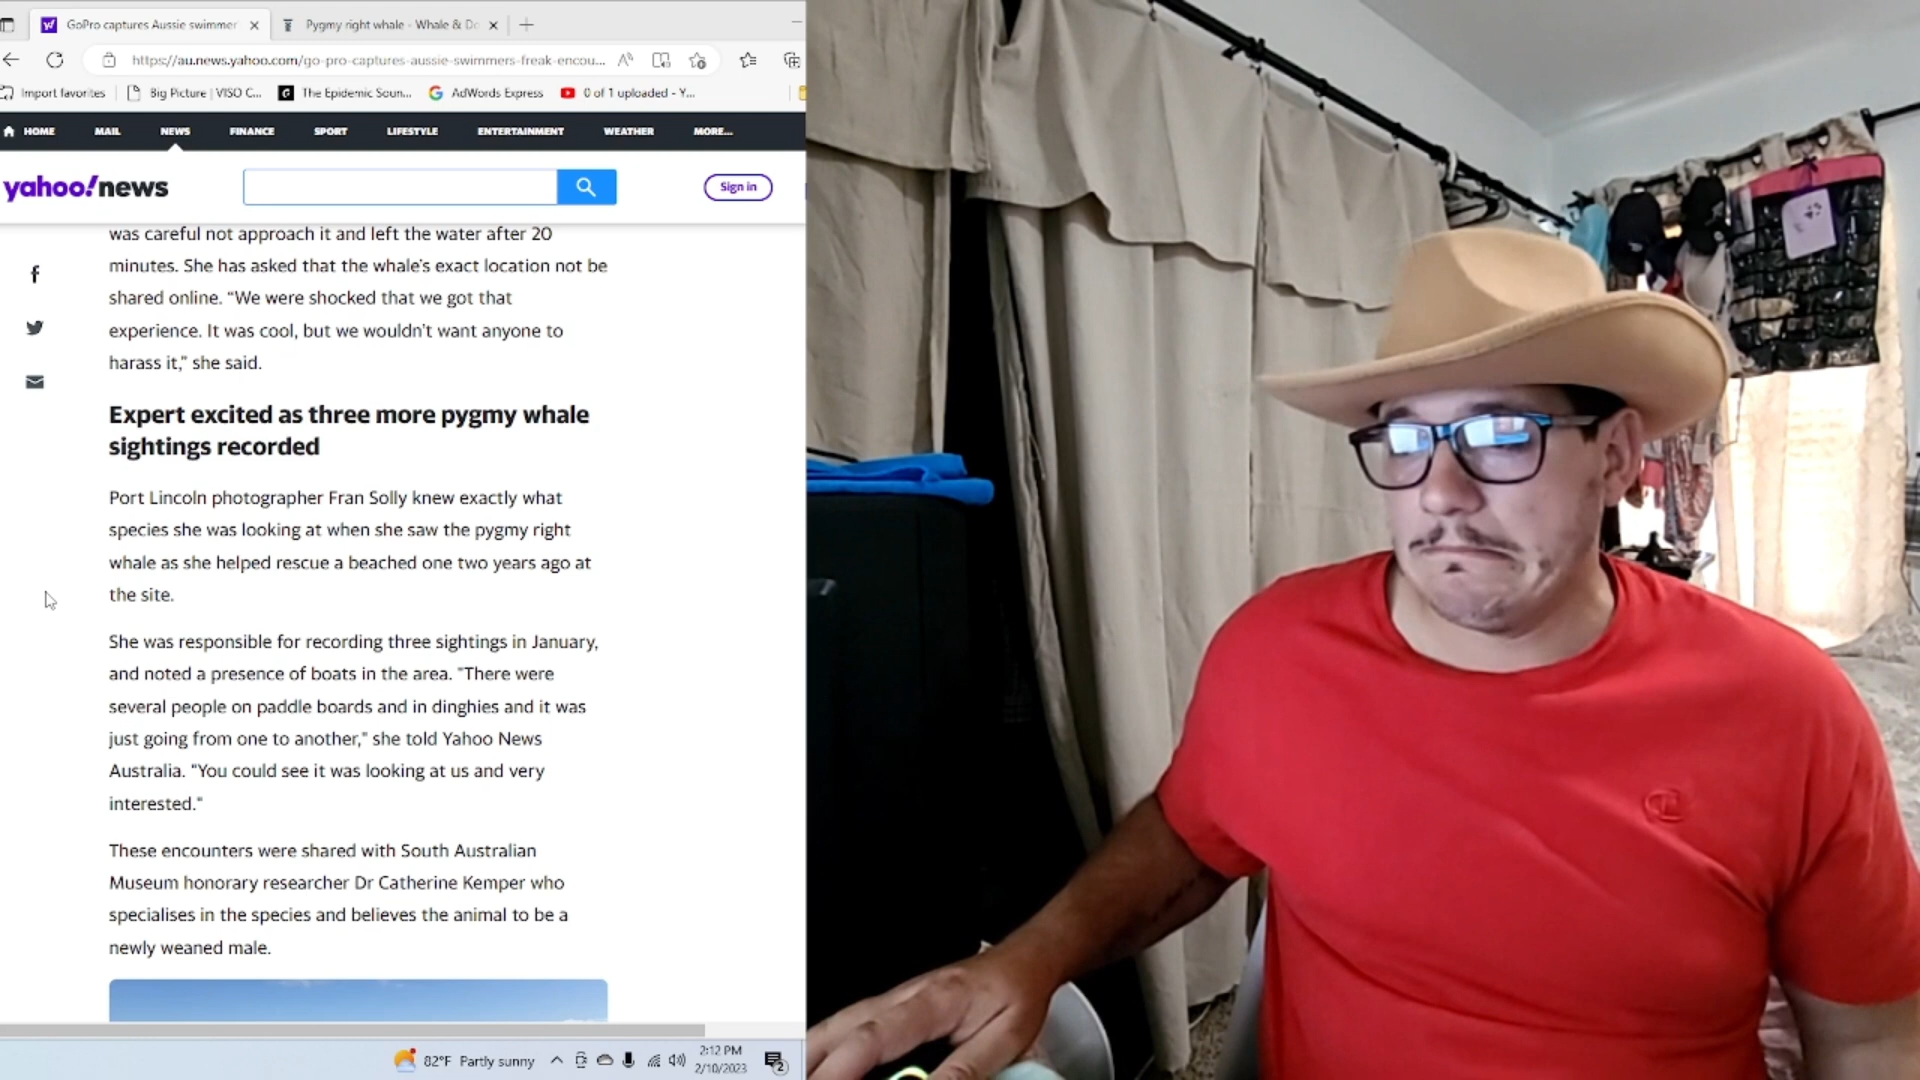 GoPro captures Aussie swimmer
Pygmy right whale - Whale & Do
https://au.news.yahoo.com/go-pro-captures-aussie-swimmers-freak-encou...
Import favorites
Big Picture | VISO C...
The Epidemic Soun...
AdWords Express
0 of 1 uploaded - Y...
HOME MAIL NEWS FINANCE SPORT LIFESTYLE ENTERTAINMENT WEATHER MORE...
yahoo!news
Sign in
was careful not approach it and left the water after 20
minutes. She has asked that the whale's exact location not be
shared online. "We were shocked that we got that
experience. It was cool, but we wouldn't want anyone to
harass it," she said.
Expert excited as three more pygmy whale
sightings recorded
Port Lincoln photographer Fran Solly knew exactly what
species she was looking at when she saw the pygmy right
whale as she helped rescue a beached one two years ago at
the site.
She was responsible for recording three sightings in January,
and noted a presence of boats in the area. "There were
several people on paddle boards and in dinghies and it was
just going from one to another," she told Yahoo News
Australia. "You could see it was looking at us and very
interested."
These encounters were shared with South Australian
Museum honorary researcher Dr Catherine Kemper who
specialises in the species and believes the animal to be a
newly weaned male.
82°F Partly sunny
2:12 PM
2/10/2023
2